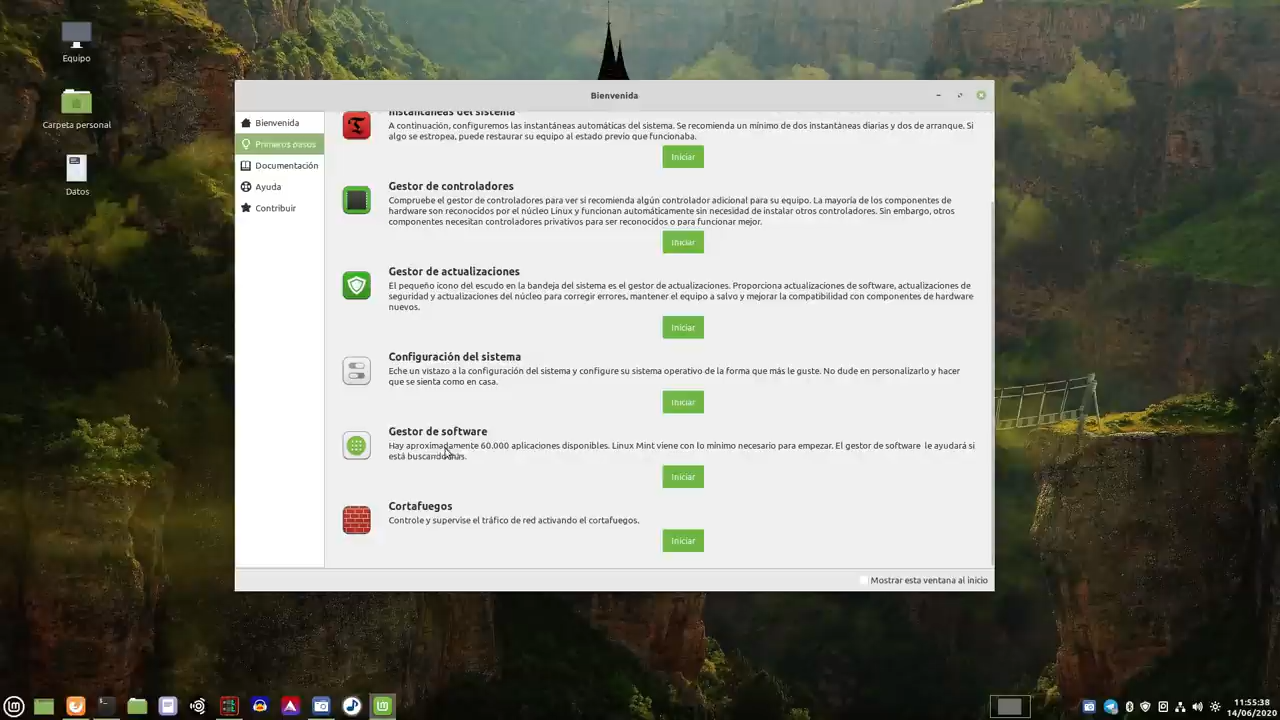 Equipo
Carpeta personal
Datos
Bienvenida
Bienvenida
Primeros pasos
Documentación
Ayuda
Contribuir
Instantáneas del sistema
A continuación, configuremos las instantáneas automáticas del sistema. Se recomienda un mínimo de dos instantáneas diarias y dos de arranque. Si
algo se estropea, puede restaurar su equipo al estado previo que funcionaba.
Iniciar
Gestor de controladores
Compruebe el gestor de controladores para ver si recomienda algún controlador adicional para su equipo. La mayoría de los componentes de
hardware son reconocidos por el núcleo Linux y funcionan automáticamente sin necesidad de instalar otros controladores. Sin embargo, otros
componentes necesitan controladores privativos para ser reconocidos o para funcionar mejor.
Iniciar
Gestor de actualizaciones
El pequeño icono del escudo en la bandeja del sistema es el gestor de actualizaciones. Proporciona actualizaciones de software, actualizaciones de
seguridad y actualizaciones del núcleo para corregir errores, mantener el equipo a salvo y mejorar la compatibilidad con componentes de hardware
nuevos.
Iniciar
Configuración del sistema
Eche un vistazo a la configuración del sistema y configure su sistema operativo de la forma que más le guste. No dude en personalizarlo y hacer
que se sienta como en casa.
Iniciar
Gestor de software
Hay aproximadamente 60.000 aplicaciones disponibles. Linux Mint viene con lo mínimo necesario para empezar. El gestor de software le ayudará si
está buscando más.
Iniciar
Cortafuegos
Controle y supervise el tráfico de red activando el cortafuegos.
Iniciar
Mostrar esta ventana al inicio
11:55:38
14/06/2020